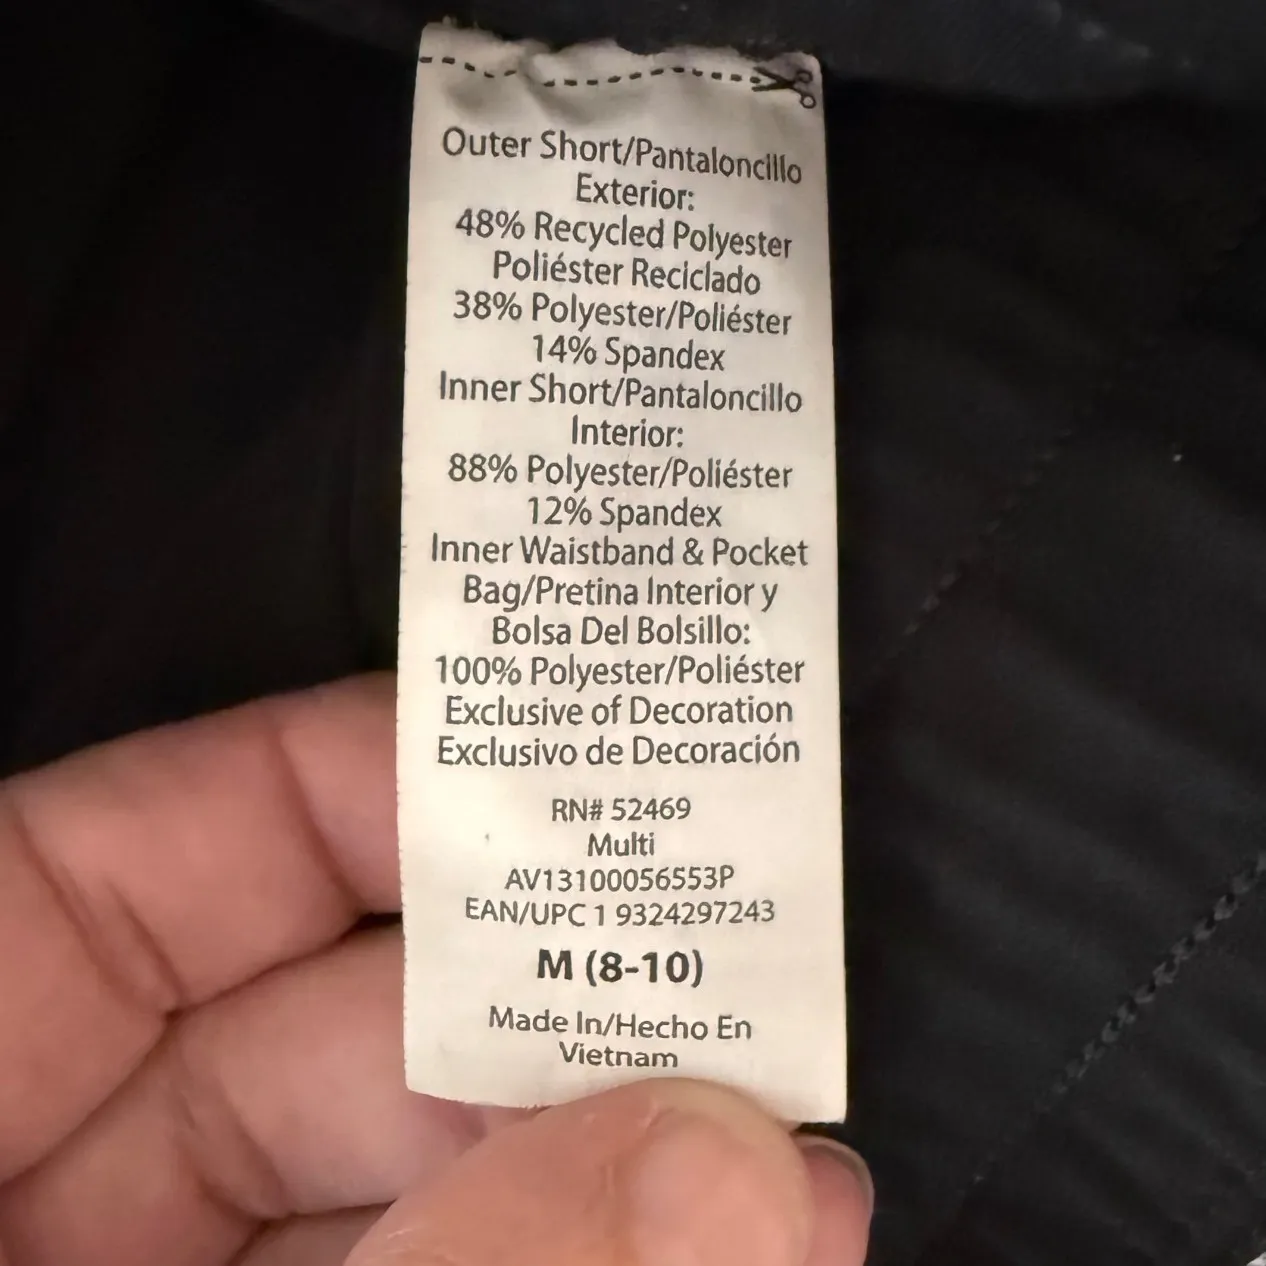 Outer Short/Pantaloncillo
Exterior:
48% Recycled Polyester
Poliéster Reciclado
38% Polyester/Poliéster
14% Spandex
Inner Short/Pantaloncillo
Interior:
88% Polyester/Poliéster
12% Spandex
Inner Waistband & Pocket
Bag/Pretina Interior y
Bolsa Del Bolsillo:
100% Polyester/Poliéster
Exclusive of Decoration
Exclusivo de Decoración
RN# 52469
Multi
AV13100056553P
EAN/UPC 1 9324297243
M (8-10)
Made In/Hecho En
Vietnam